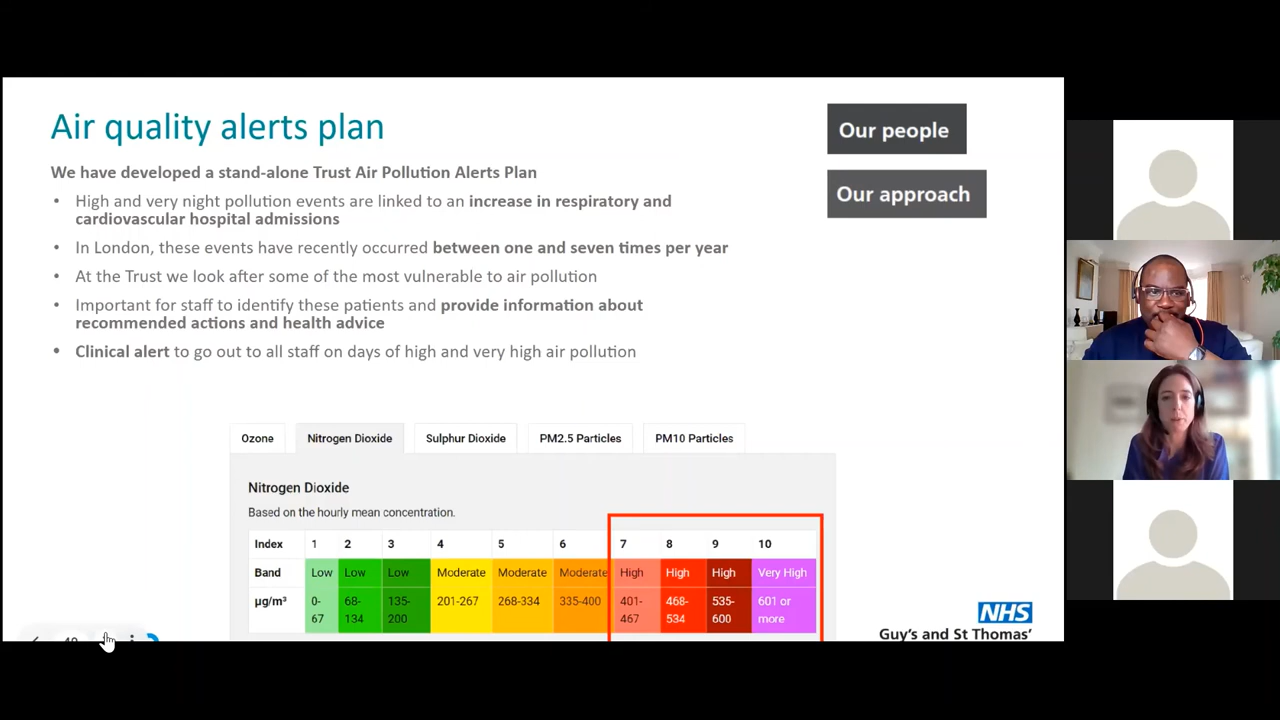 Air quality alerts plan
Our people
Our approach
We have developed a stand-alone Trust Air Pollution Alerts Plan
• High and very night pollution events are linked to an increase in respiratory and
cardiovascular hospital admissions
• In London, these events have recently occurred between one and seven times per year
• At the Trust we look after some of the most vulnerable to air pollution
• Important for staff to identify these patients and provide information about
recommended actions and health advice
• Clinical alert to go out to all staff on days of high and very high air pollution
Ozone Nitrogen Dioxide Sulphur Dioxide PM2.5 Particles PM10 Particles
Nitrogen Dioxide
Based on the hourly mean concentration.
Index 1 2 3 4 5 6 7 8 9 10
Band Low Low Low Moderate Moderate Moderate High High High Very High
µg/m³ 0- 68- 135- 201-267 268-334 335-400 401- 468- 535- 601 or
67 134 200 467 534 600 more
NHS
Guy's and St Thomas'